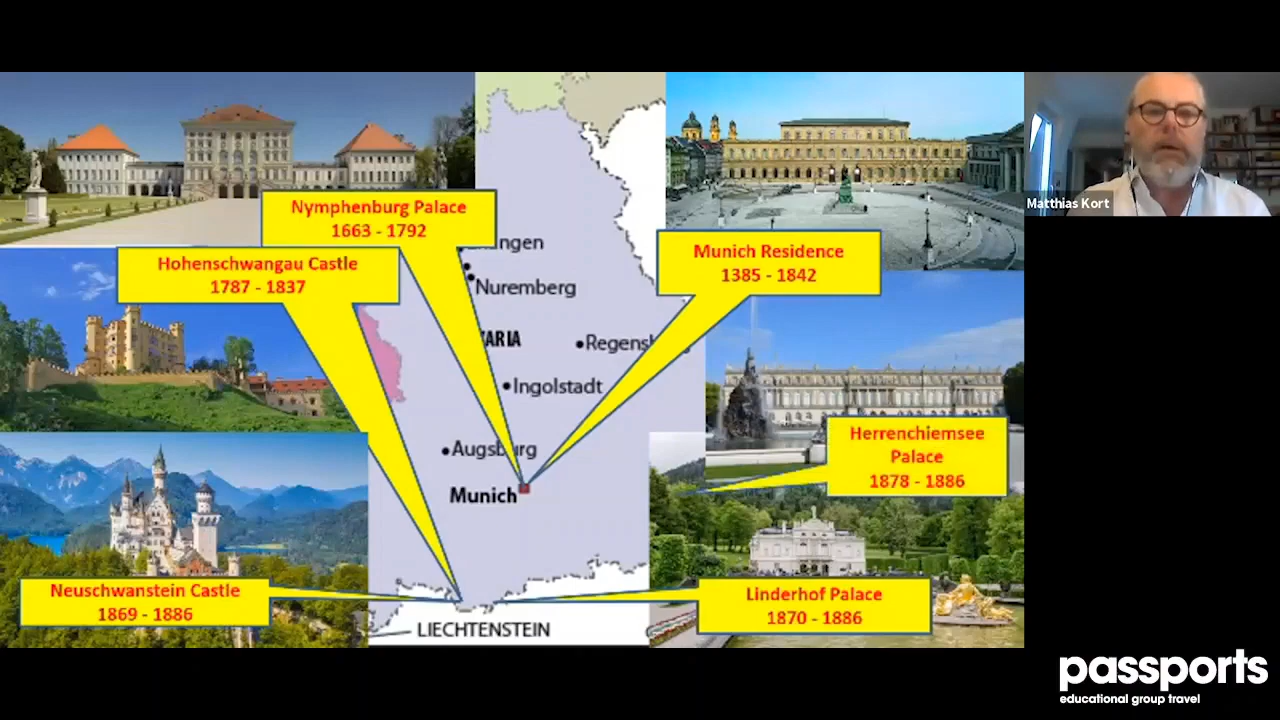 Nymphenburg Palace
1663 - 1792
Hohenschwangau Castle
1787 - 1837
Munich Residence
1385 - 1842
Nuremberg
Ingolstadt
Augsburg
Munich
Herrenchiemsee
Palace
1878 - 1886
Neuschwanstein Castle
1869 - 1886
Linderhof Palace
1870 - 1886
LIECHTENSTEIN
Matthias Kort
passports
educational group travel